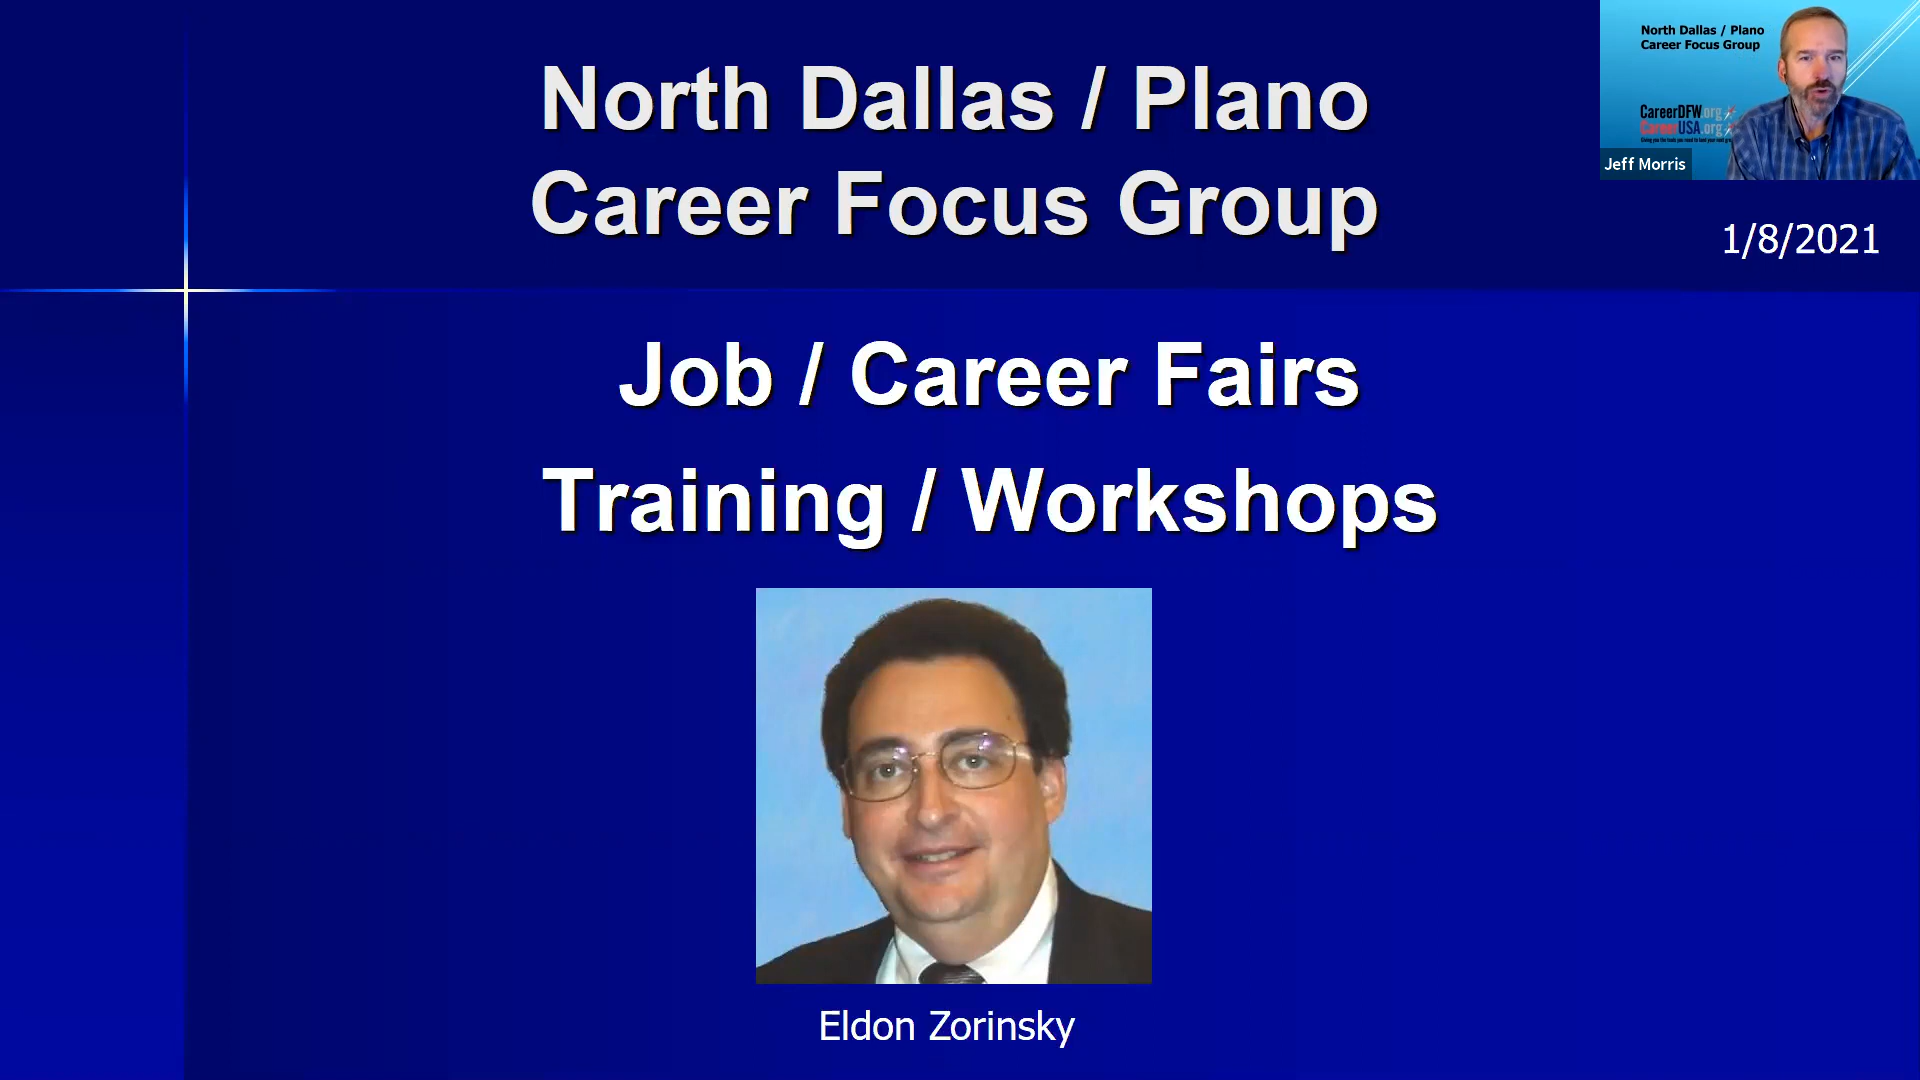 North Dallas / Plano
Career Focus Group
North Dallas / Plano
Career Focus Group
CareerDFW.org
CareerUSA.org
Jeff Morris
1/8/2021
Job / Career Fairs
Training / Workshops
Eldon Zorinsky